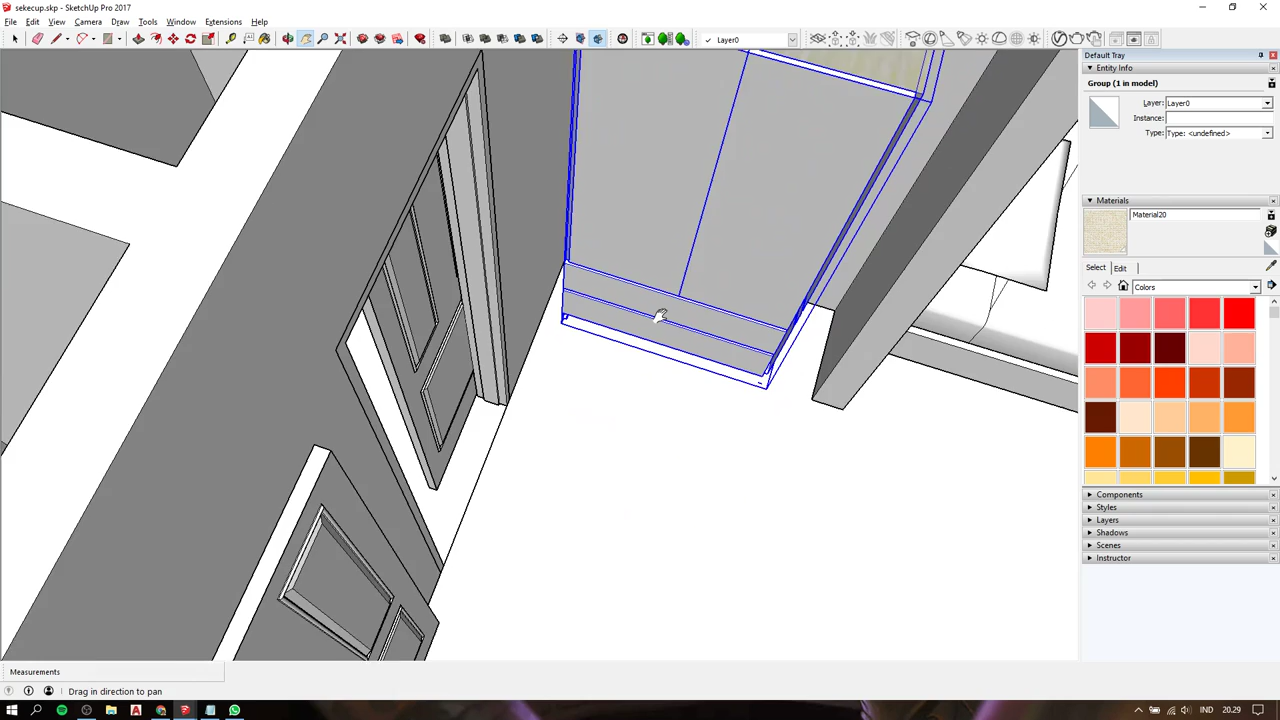 sekecup.skp - SketchUp Pro 2017
File Edit View Camera Draw Tools Window Extensions Help
Layer0
Default Tray
Entity Info
Group (1 in model)
Layer: Layer0
Instance:
Type: Type: <undefined>
Materials
Material20
Select Edit
Colors
Components
Styles
Layers
Shadows
Scenes
Instructor
Measurements
Drag in direction to pan
IND 20.29